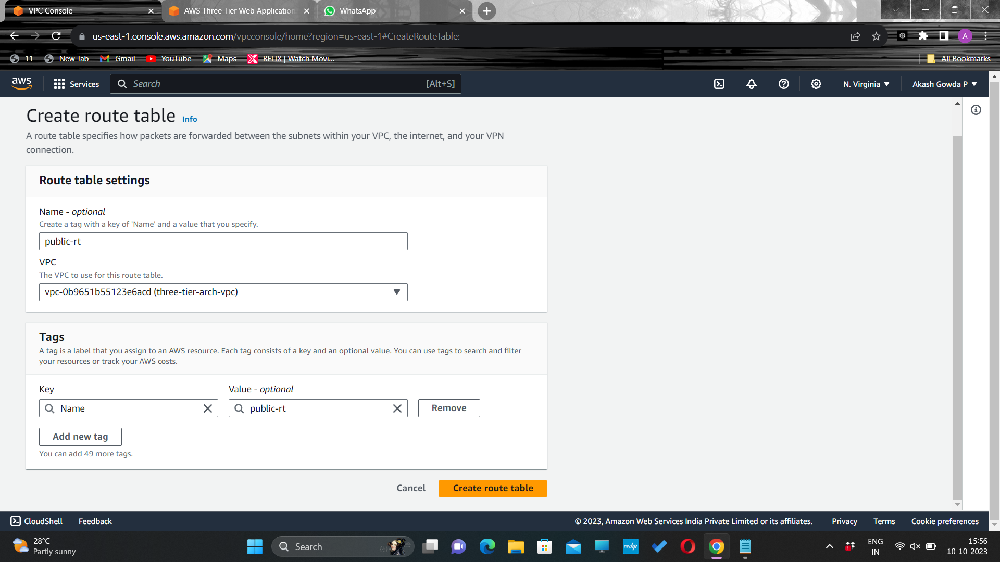 VPC Console
AWS Three Tier Web Application
WhatsApp
us-east-1.console.aws.amazon.com/vpcconsole/home?region=us-east-1#CreateRouteTable:
A
11
New Tab
Gmail
YouTube
Maps
BFLIX | Watch Movi...
All Bookmarks
aws
Services
Search
[Alt+S]
N. Virginia
Akash Gowda P
Create route table Info
A route table specifies how packets are forwarded between the subnets within your VPC, the internet, and your VPN
connection.
Route table settings
Name - optional
Create a tag with a key of 'Name' and a value that you specify.
public-rt
VPC
The VPC to use for this route table.
vpc-0b9651b55123e6acd (three-tier-arch-vpc)
Tags
A tag is a label that you assign to an AWS resource. Each tag consists of a key and an optional value. You can use tags to search and filter
your resources or track your AWS costs.
Key
Value - optional
Name
public-rt
Remove
Add new tag
You can add 49 more tags.
Cancel
Create route table
CloudShell
Feedback
© 2023, Amazon Web Services India Private Limited or its affiliates.
Privacy
Terms
Cookie preferences
28°C
Partly sunny
Search
myhp
1
ENG
IN
15:56
10-10-2023